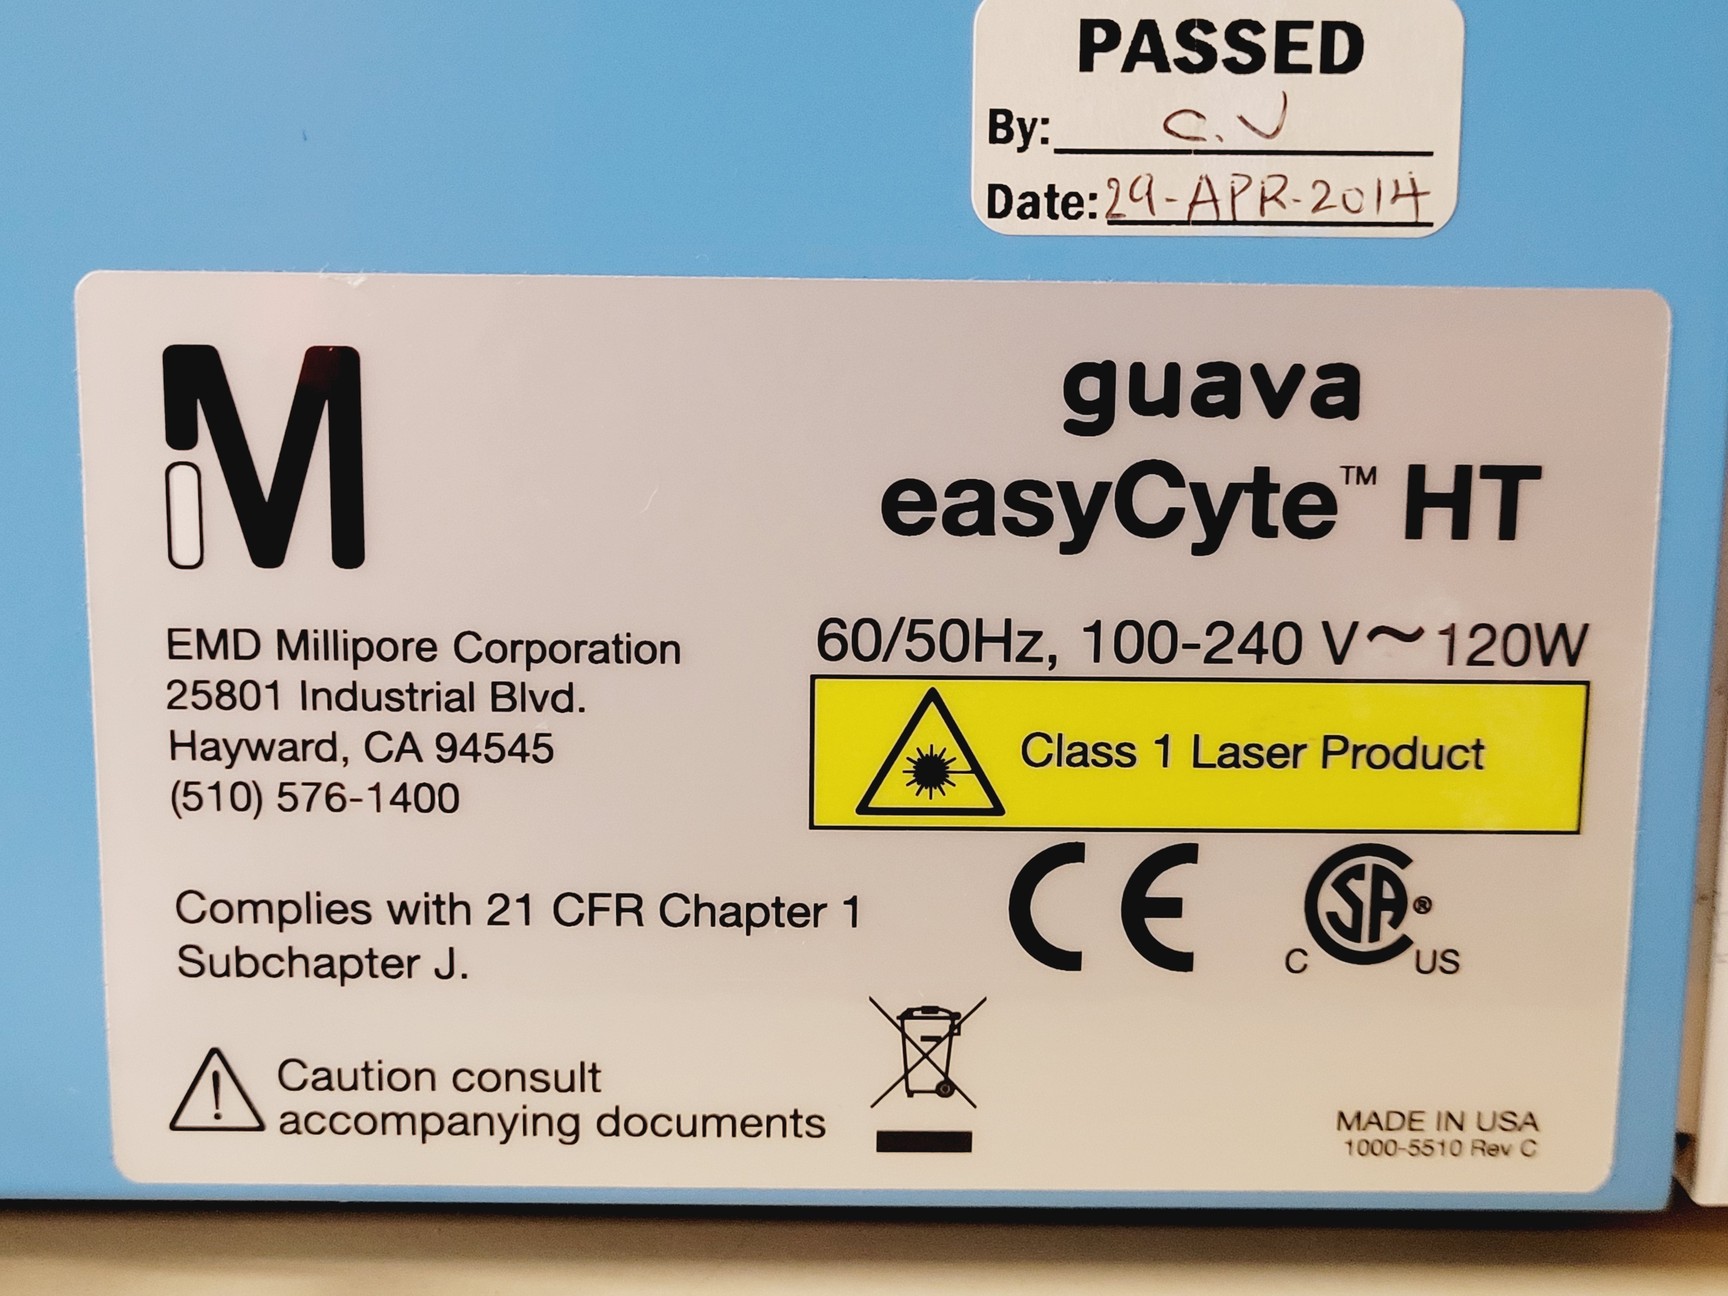 PASSED
By: C.V
Date: 29-APR-2014
M
guava
easyCyte™ HT
EMD Millipore Corporation
25801 Industrial Blvd.
Hayward, CA 94545
(510) 576-1400
60/50Hz, 100-240 V~120W
Class 1 Laser Product
Complies with 21 CFR Chapter 1
Subchapter J.
CE
C SA® US
Caution consult
accompanying documents
MADE IN USA
1000-5510 Rev C